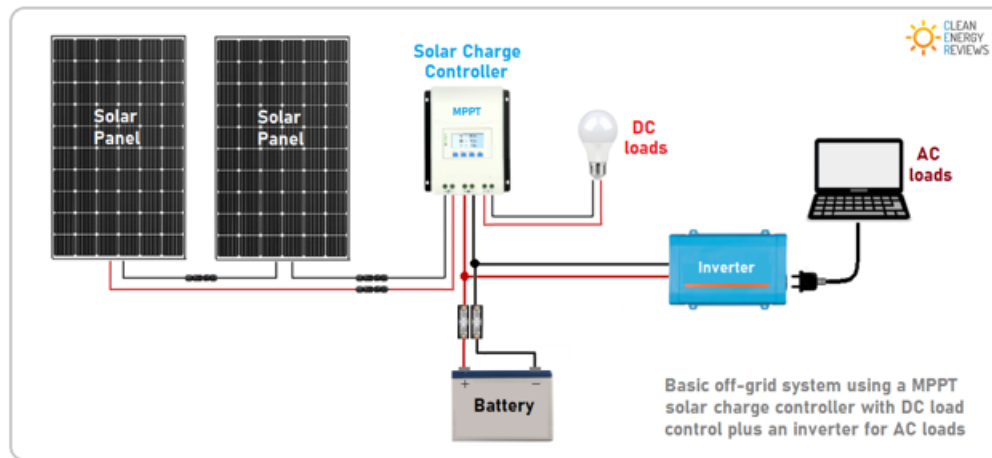 CLEAN
ENERGY
REVIEWS
Solar Charge
Controller
MPPT
Solar
Panel
Solar
Panel
DC
loads
AC
loads
Inverter
+ −
Battery
Basic off-grid system using a MPPT
solar charge controller with DC load
control plus an inverter for AC loads